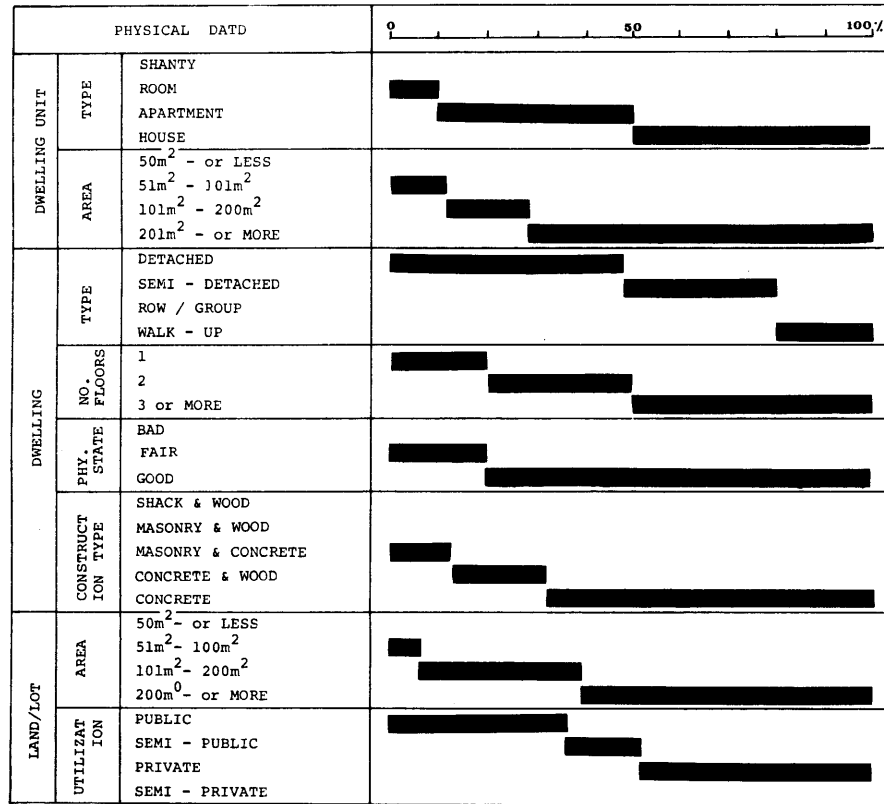 PHYSICAL DATD
0 50 100%
DWELLING UNIT
TYPE
SHANTY
ROOM
APARTMENT
HOUSE
AREA
50m² - or LESS
51m² - 101m²
101m² - 200m²
201m² - or MORE
DWELLING
TYPE
DETACHED
SEMI - DETACHED
ROW / GROUP
WALK - UP
NO. FLOORS
1
2
3 or MORE
PHY. STATE
BAD
FAIR
GOOD
CONSTRUCT
ION TYPE
SHACK & WOOD
MASONRY & WOOD
MASONRY & CONCRETE
CONCRETE & WOOD
CONCRETE
LAND/LOT
AREA
50m²- or LESS
51m²- 100m²
101m²- 200m²
200m⁰- or MORE
UTILIZAT
ION
PUBLIC
SEMI - PUBLIC
PRIVATE
SEMI - PRIVATE